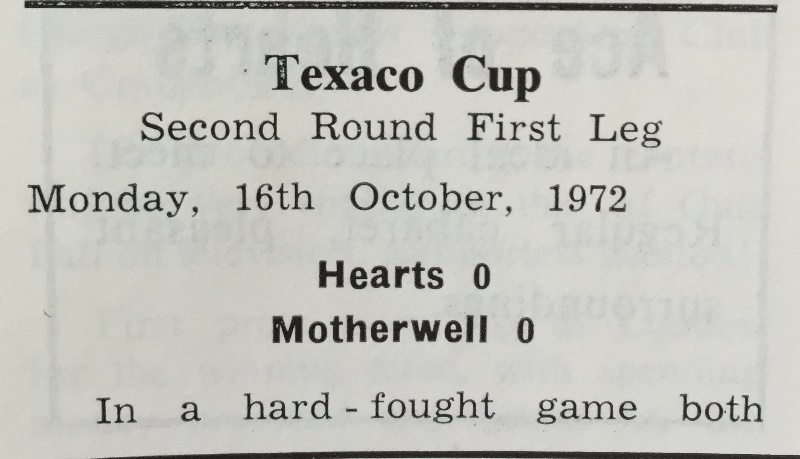 Texaco Cup
Second Round First Leg
Monday, 16th October, 1972
Hearts 0
Motherwell 0
In a hard-fought game both